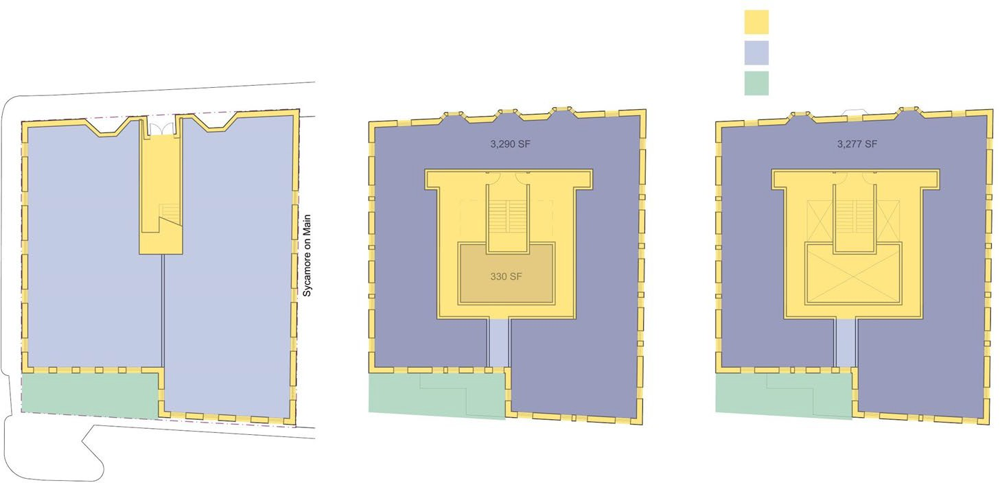 3,290 SF
3,277 SF
Sycamore on Main
330 SF